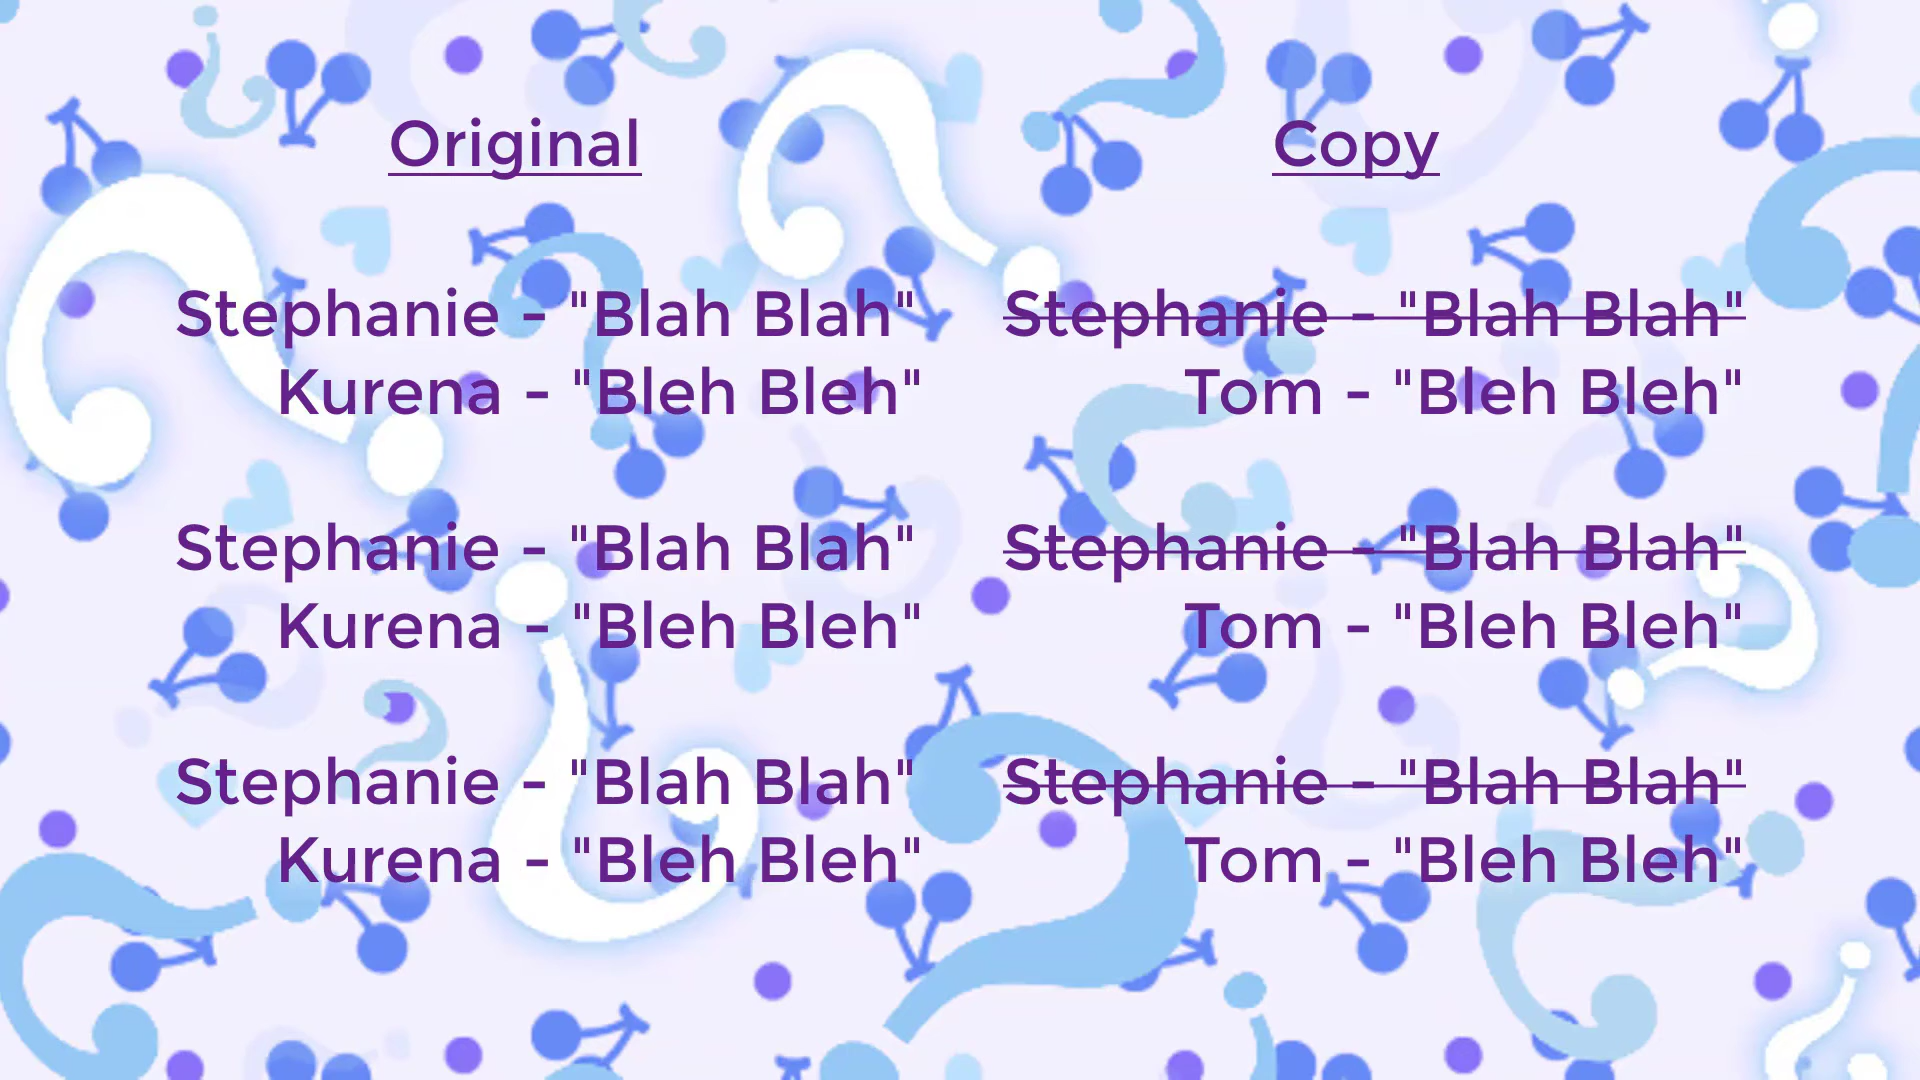 Original
Stephanie - "Blah Blah"
Kurena - "Bleh Bleh"
Stephanie - "Blah Blah"
Kurena - "Bleh Bleh"
Stephanie - "Blah Blah"
Kurena - "Bleh Bleh"
Copy
Stephanie - "Blah Blah"
Tom - "Bleh Bleh"
Stephanie - "Blah Blah"
Tom - "Bleh Bleh"
Stephanie - "Blah Blah"
Tom - "Bleh Bleh"